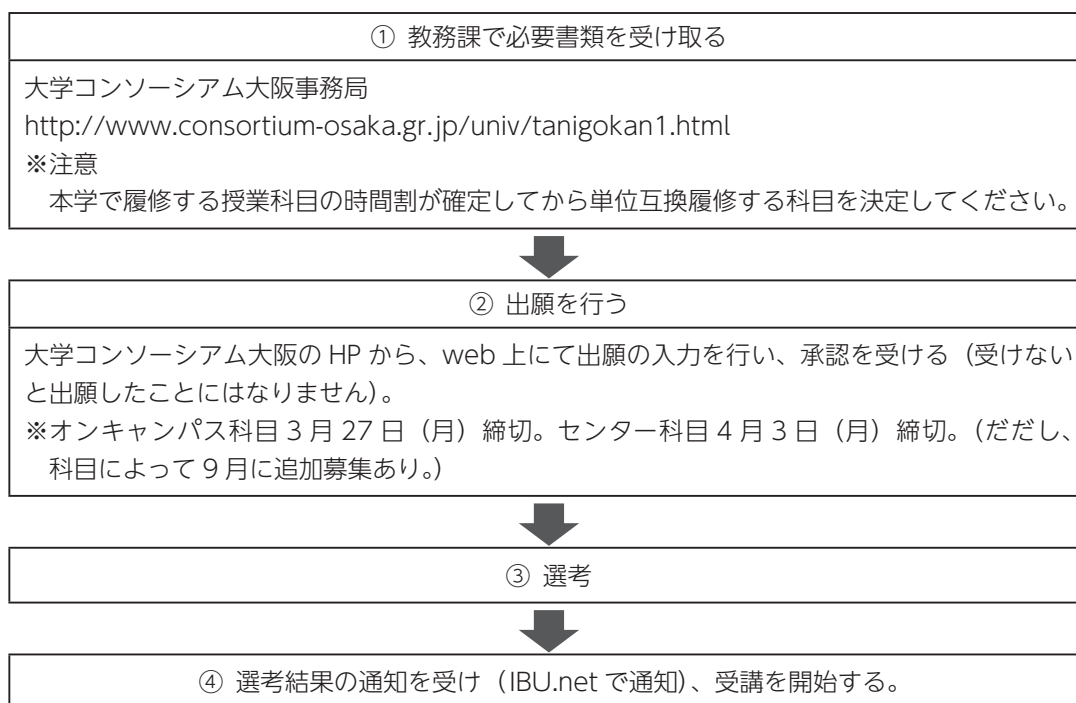 ① 教務課で必要書類を受け取る
大学コンソーシアム大阪事務局
http://www.consortium-osaka.gr.jp/univ/tanigokan1.html
※注意
本学で履修する授業科目の時間割が確定してから単位互換履修する科目を決定してください。
② 出願を行う
大学コンソーシアム大阪の HP から、web 上にて出願の入力を行い、承認を受ける（受けない
と出願したことにはなりません）。
※オンキャンパス科目 3 月 27 日（月）締切。センター科目 4 月 3 日（月）締切。（だだし、
科目によって 9 月に追加募集あり。）
③ 選考
④ 選考結果の通知を受け（IBU.net で通知）、受講を開始する。